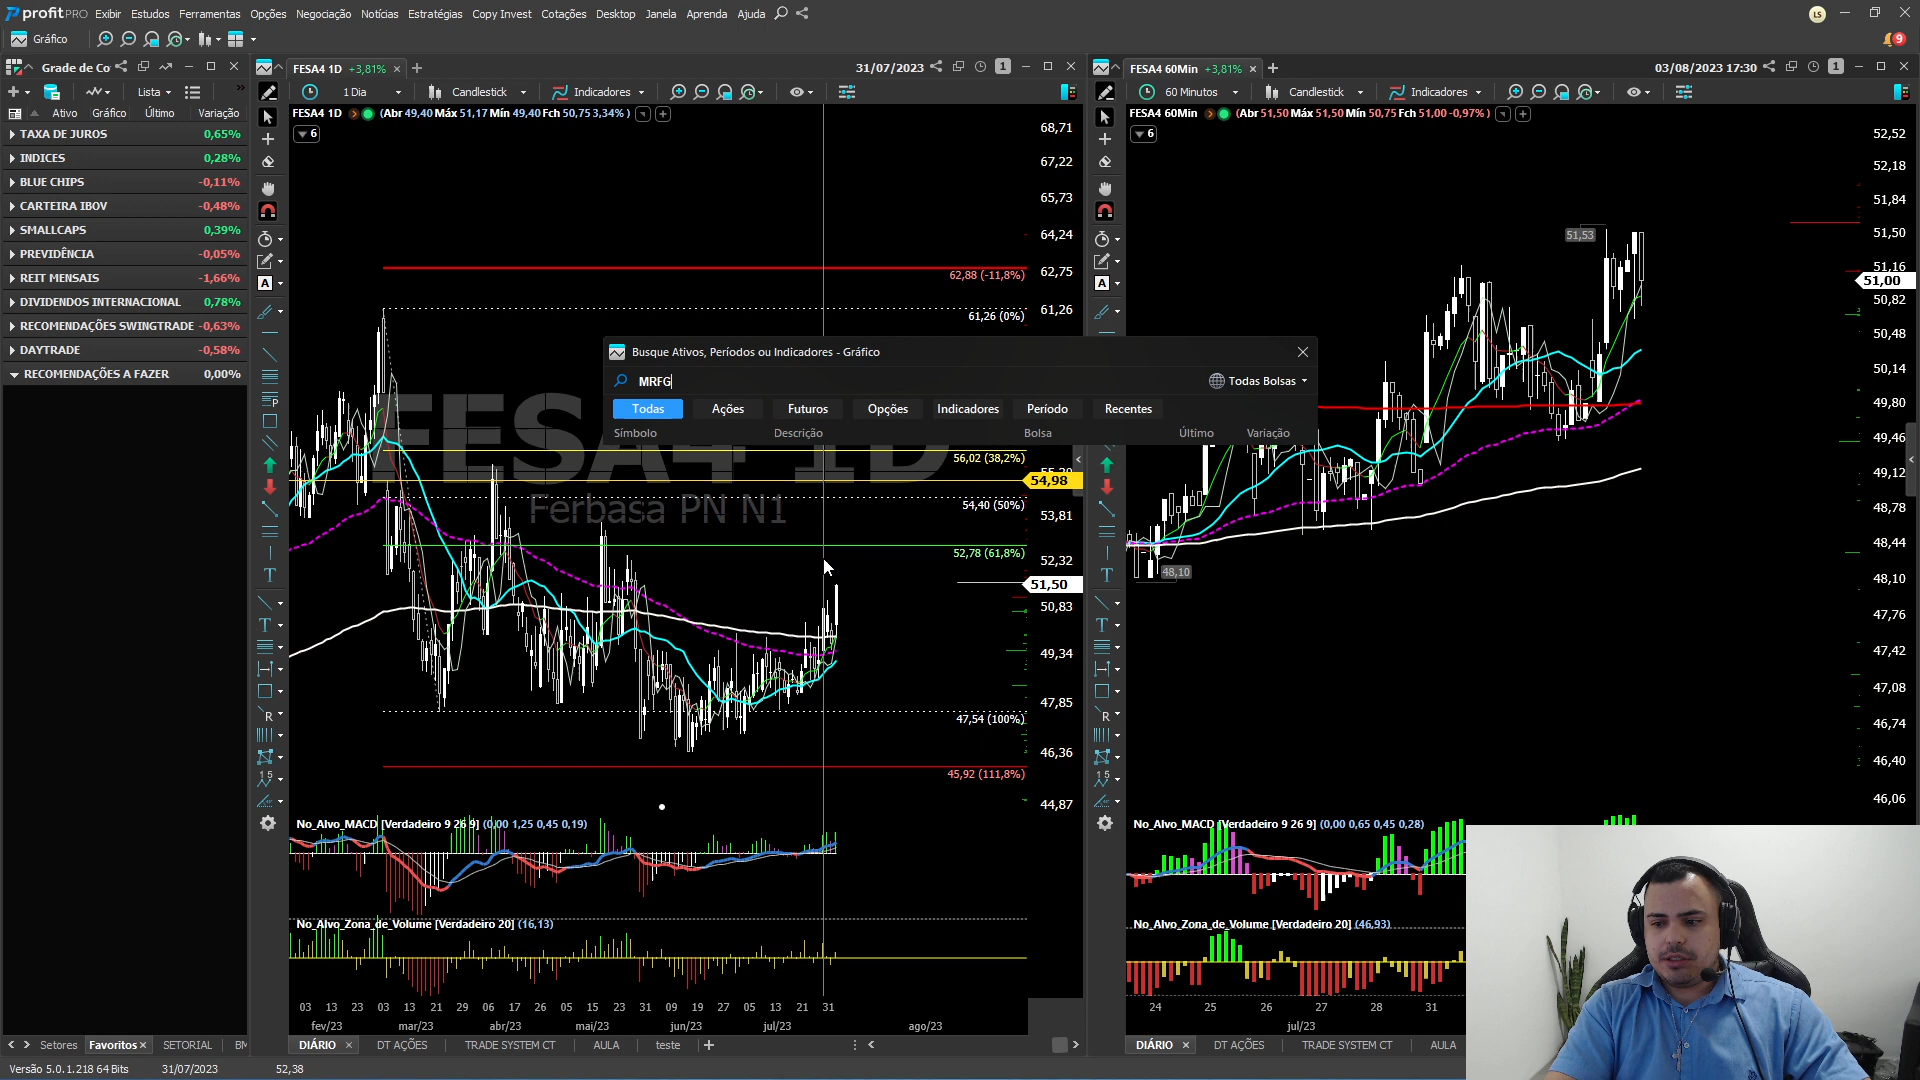 profitPRO Exibir Estudos Ferramentas Opções Negociação Notícias Estratégias Copy Invest Cotações Desktop Janela Aprenda Ajuda LS
Gráfico 9
Grade de Co
Lista
Ativo Gráfico Último Variação
TAXA DE JUROS 0,65%
INDICES 0,28%
BLUE CHIPS -0,11%
CARTEIRA IBOV -0,48%
SMALLCAPS 0,39%
PREVIDÊNCIA -0,05%
REIT MENSAIS -1,66%
DIVIDENDOS INTERNACIONAL 0,78%
RECOMENDAÇÕES SWINGTRADE -0,63%
DAYTRADE -0,58%
RECOMENDAÇÕES A FAZER 0,00%
Setores Favoritos SETORIAL
Versão 5.0.1.218 64 Bits 31/07/2023 52,38
FESA4 1D +3,81% 31/07/2023 1
1 Dia Candlestick Indicadores
FESA4 1D (Abr 49,40 Máx 51,17 Mín 49,40 Fch 50,75 3,34% )
6
68,71
67,22
65,73
64,24
62,75
61,26
54,98
53,81
52,32
51,50
50,83
49,34
47,85
46,36
44,87
62,88 (-11,8%)
61,26 (0%)
56,02 (38,2%)
54,40 (50%)
52,78 (61,8%)
47,54 (100%)
45,92 (111,8%)
FESA4 1D
Ferbasa PN N1
No_Alvo_MACD [Verdadeiro 9 26 9] (0,00 1,25 0,45 0,19)
No_Alvo_Zona_de_Volume [Verdadeiro 20] (16,13)
03 13 23 03 13 21 29 06 17 26 05 15 23 31 09 19 27 05 13 21 31
fev/23 mar/23 abr/23 mai/23 jun/23 jul/23 ago/23
DIÁRIO DT AÇÕES TRADE SYSTEM CT AULA teste
Busque Ativos, Períodos ou Indicadores - Gráfico
MRFG Todas Bolsas
Todas Ações Futuros Opções Indicadores Período Recentes
Símbolo Descrição Bolsa Último Variação
FESA4 60Min +3,81% 03/08/2023 17:30 1
60 Minutos Candlestick Indicadores
FESA4 60Min (Abr 51,50 Máx 51,50 Mín 50,75 Fch 51,00 -0,97% )
6
52,52
52,18
51,84
51,50
51,16
51,00
50,82
50,48
50,14
49,80
49,46
49,12
48,78
48,44
48,10
47,76
47,42
47,08
46,74
46,40
46,06
51,53
48,10
No_Alvo_MACD [Verdadeiro 9 26 9] (0,00 0,65 0,45 0,28)
No_Alvo_Zona_de_Volume [Verdadeiro 20] (46,93)
24 25 26 27 28 31
jul/23
DIÁRIO DT AÇÕES TRADE SYSTEM CT AULA